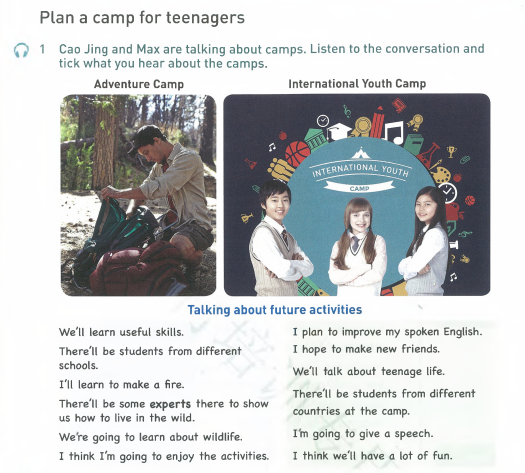 Plan a camp for teenagers
1 Cao Jing and Max are talking about camps. Listen to the conversation and
tick what you hear about the camps.
Adventure Camp
International Youth Camp
INTERNATIONAL YOUTH
CAMP
Talking about future activities
We'll learn useful skills.
There'll be students from different
schools.
I'll learn to make a fire.
There'll be some experts there to show
us how to live in the wild.
We're going to learn about wildlife.
I think I'm going to enjoy the activities.
I plan to improve my spoken English.
I hope to make new friends.
We'll talk about teenage life.
There'll be students from different
countries at the camp.
I'm going to give a speech.
I think we'll have a lot of fun.